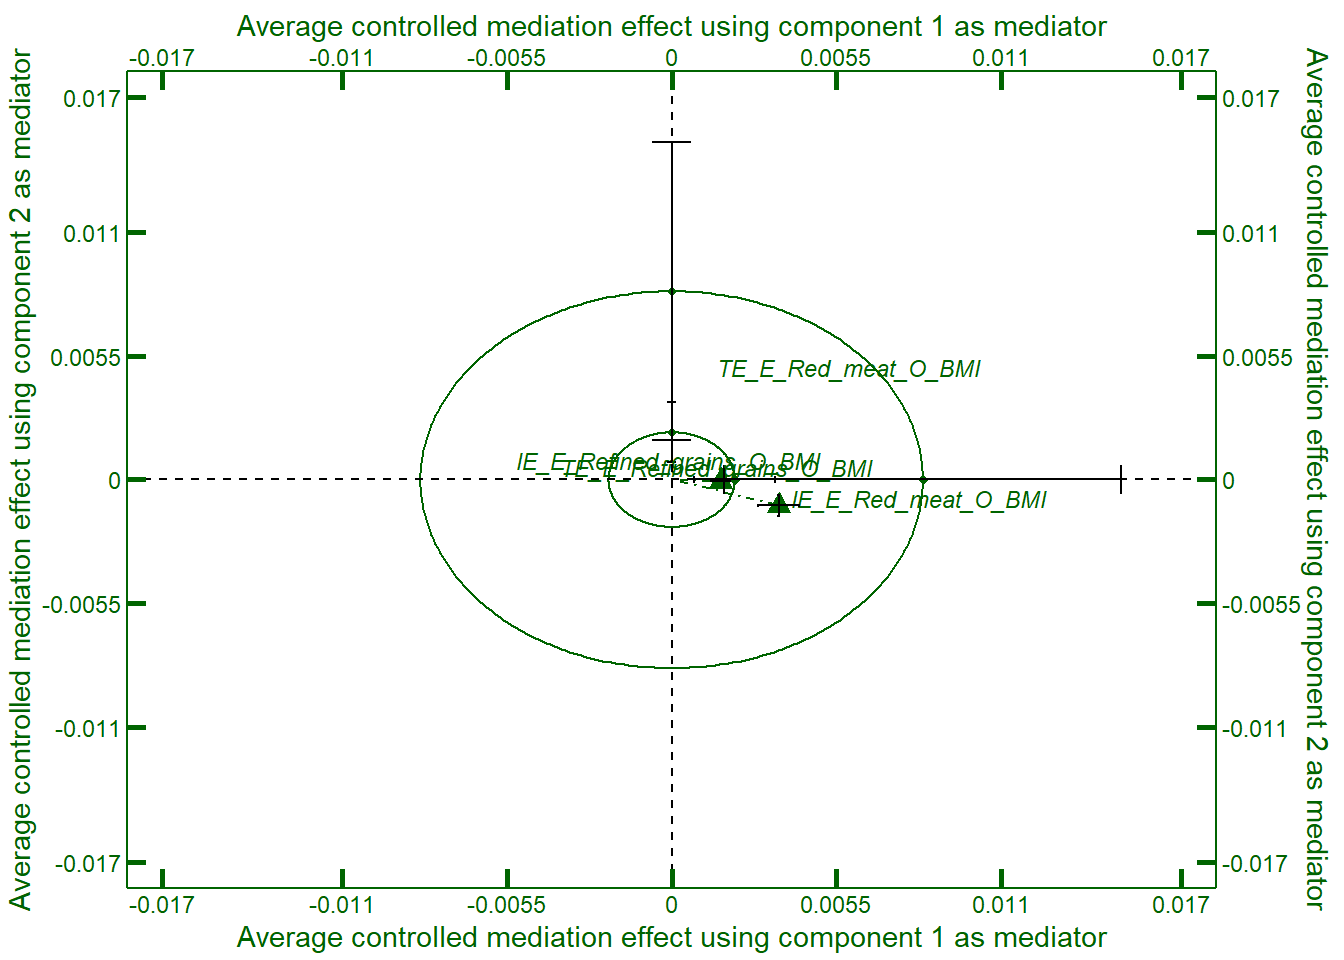 Average controlled mediation effect using component 1 as mediator
-0.017 -0.011 -0.0055 0 0.0055 0.011 0.017
Average controlled mediation effect using component 2 as mediator
0.017
0.011
0.0055
0
-0.0055
-0.011
-0.017
TE_E_Red_meat_O_BMI
IE_E_Refined_grains_O_BMI
TE_E_Refined_grains_O_BMI
IE_E_Red_meat_O_BMI
0.017
0.011
0.0055
0
-0.0055
-0.011
-0.017
Average controlled mediation effect using component 2 as mediator
-0.017 -0.011 -0.0055 0 0.0055 0.011 0.017
Average controlled mediation effect using component 1 as mediator